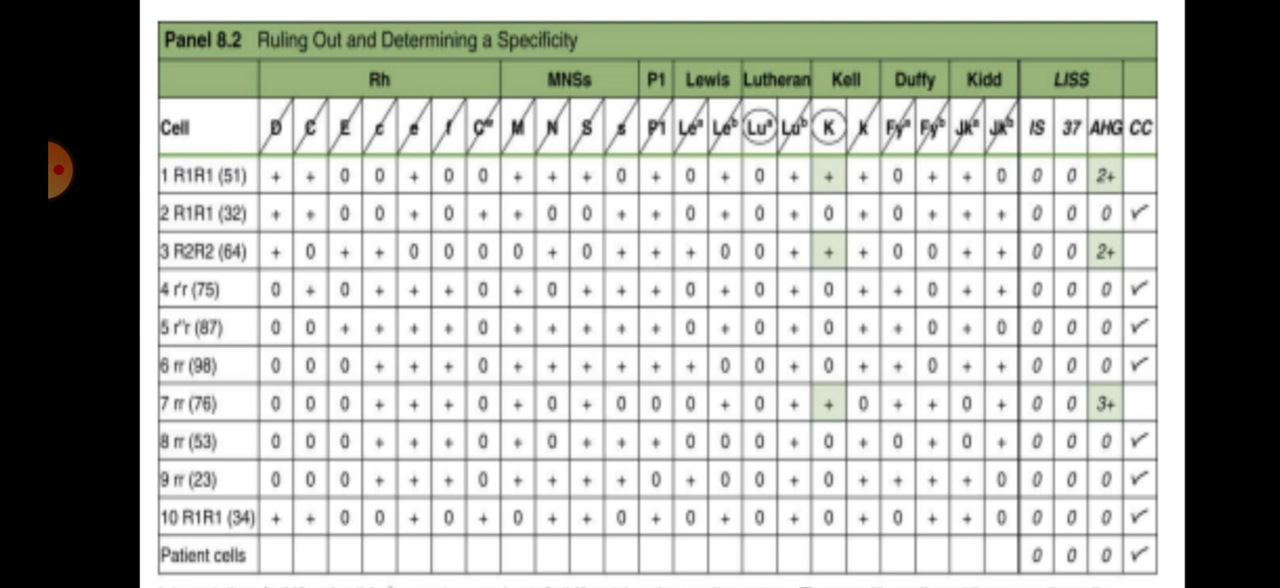 Panel 8.2 Ruling Out and Determining a Specificity
Rh MNSs P1 Lewis Lutheran Kell Duffy Kidd LISS
Cell D C E c e f Cʷ M N S s P1 Leᵃ Leᵇ Luᵃ Luᵇ K k Fyᵃ Fyᵇ Jkᵃ Jkᵇ IS 37 AHG CC
1 R1R1 (51) + + 0 0 + 0 0 + + + 0 + 0 + 0 + + + 0 + + 0 0 0 2+
2 R1R1 (32) + + 0 0 + 0 + + 0 0 + + 0 + 0 + 0 + 0 + + + 0 0 0 ✓
3 R2R2 (64) + 0 + + 0 0 0 0 + 0 + + + 0 0 + + + 0 0 + + 0 0 2+
4 r'r (75) 0 + 0 + + + 0 + 0 + + + 0 + 0 + 0 + + 0 + + 0 0 0 ✓
5 r"r (87) 0 0 + + + + 0 + + + + + 0 + 0 + 0 + + 0 + 0 0 0 0 ✓
6 rr (98) 0 0 0 + + + 0 + + + + + + 0 0 + 0 + + 0 + + 0 0 0 ✓
7 rr (76) 0 0 0 + + + 0 + 0 + 0 0 0 + 0 + + 0 + + 0 + 0 0 3+
8 rr (53) 0 0 0 + + + 0 + 0 + + + 0 0 0 + 0 + 0 + 0 + 0 0 0 ✓
9 rr (23) 0 0 0 + + + 0 + + + + 0 + 0 0 + 0 + + + + 0 0 0 0 ✓
10 R1R1 (34) + + 0 0 + 0 + 0 + + 0 + 0 + 0 + 0 + 0 + + 0 0 0 0 ✓
Patient cells 0 0 0 ✓